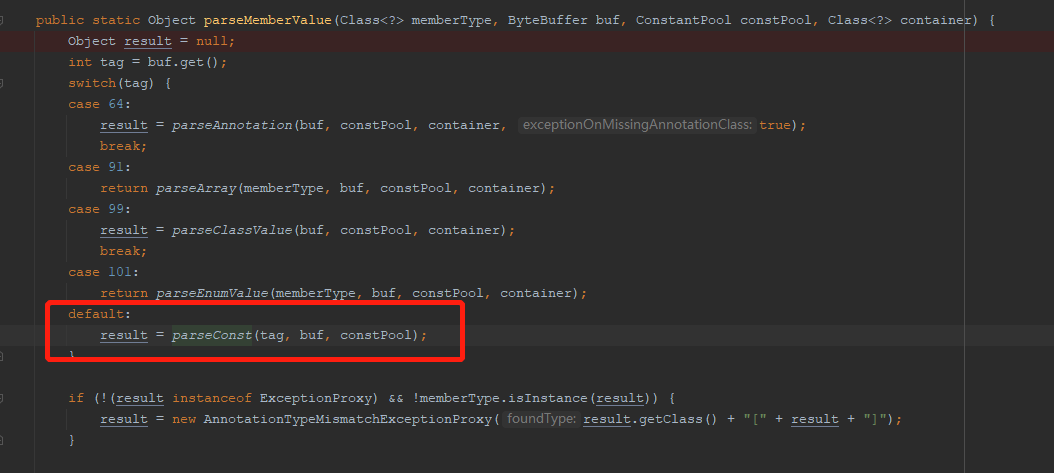 public static Object parseMemberValue(Class<?> memberType, ByteBuffer buf, ConstantPool constPool, Class<?> container) {
Object result = null;
int tag = buf.get();
switch(tag) {
case 64:
result = parseAnnotation(buf, constPool, container, exceptionOnMissingAnnotationClass: true);
break;
case 91:
return parseArray(memberType, buf, constPool, container);
case 99:
result = parseClassValue(buf, constPool, container);
break;
case 101:
return parseEnumValue(memberType, buf, constPool, container);
default:
result = parseConst(tag, buf, constPool);
}
if (!(result instanceof ExceptionProxy) && !memberType.isInstance(result)) {
result = new AnnotationTypeMismatchExceptionProxy( foundType: result.getClass() + "[" + result + "]");
}